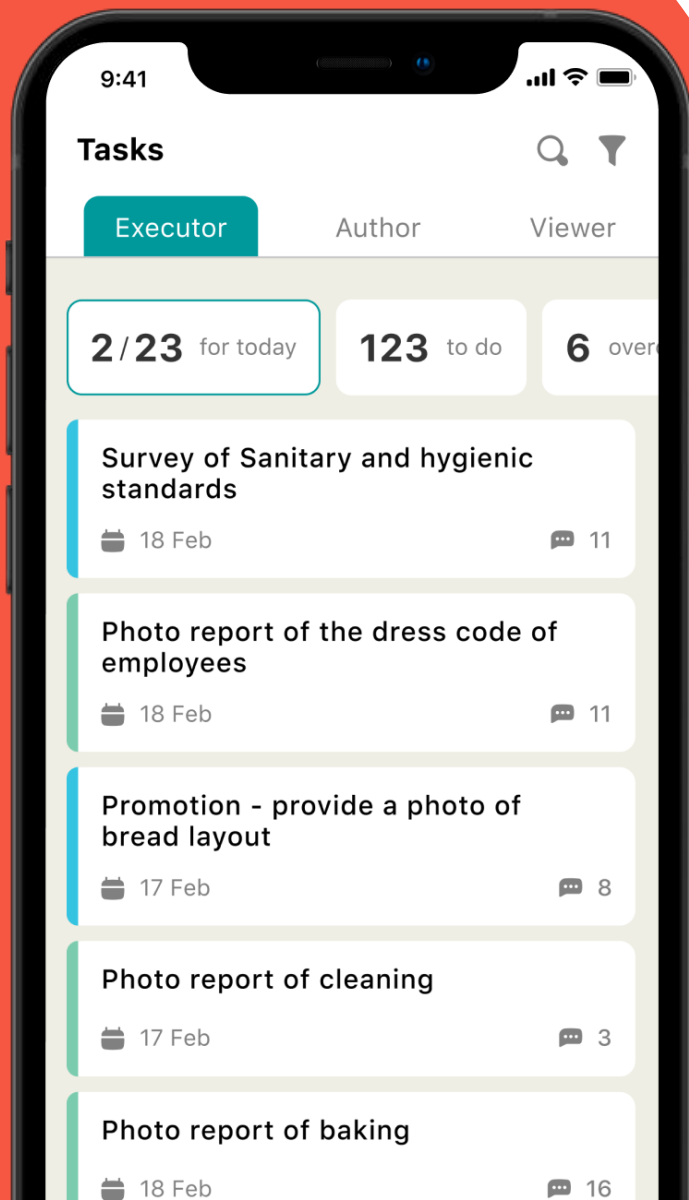 9:41
Tasks
Executor Author Viewer
2/23 for today 123 to do 6
Survey of Sanitary and hygienic
standards
18 Feb 11
Photo report of the dress code of
employees
18 Feb 11
Promotion - provide a photo of
bread layout
17 Feb 8
Photo report of cleaning
17 Feb 3
Photo report of baking
18 Feb 16